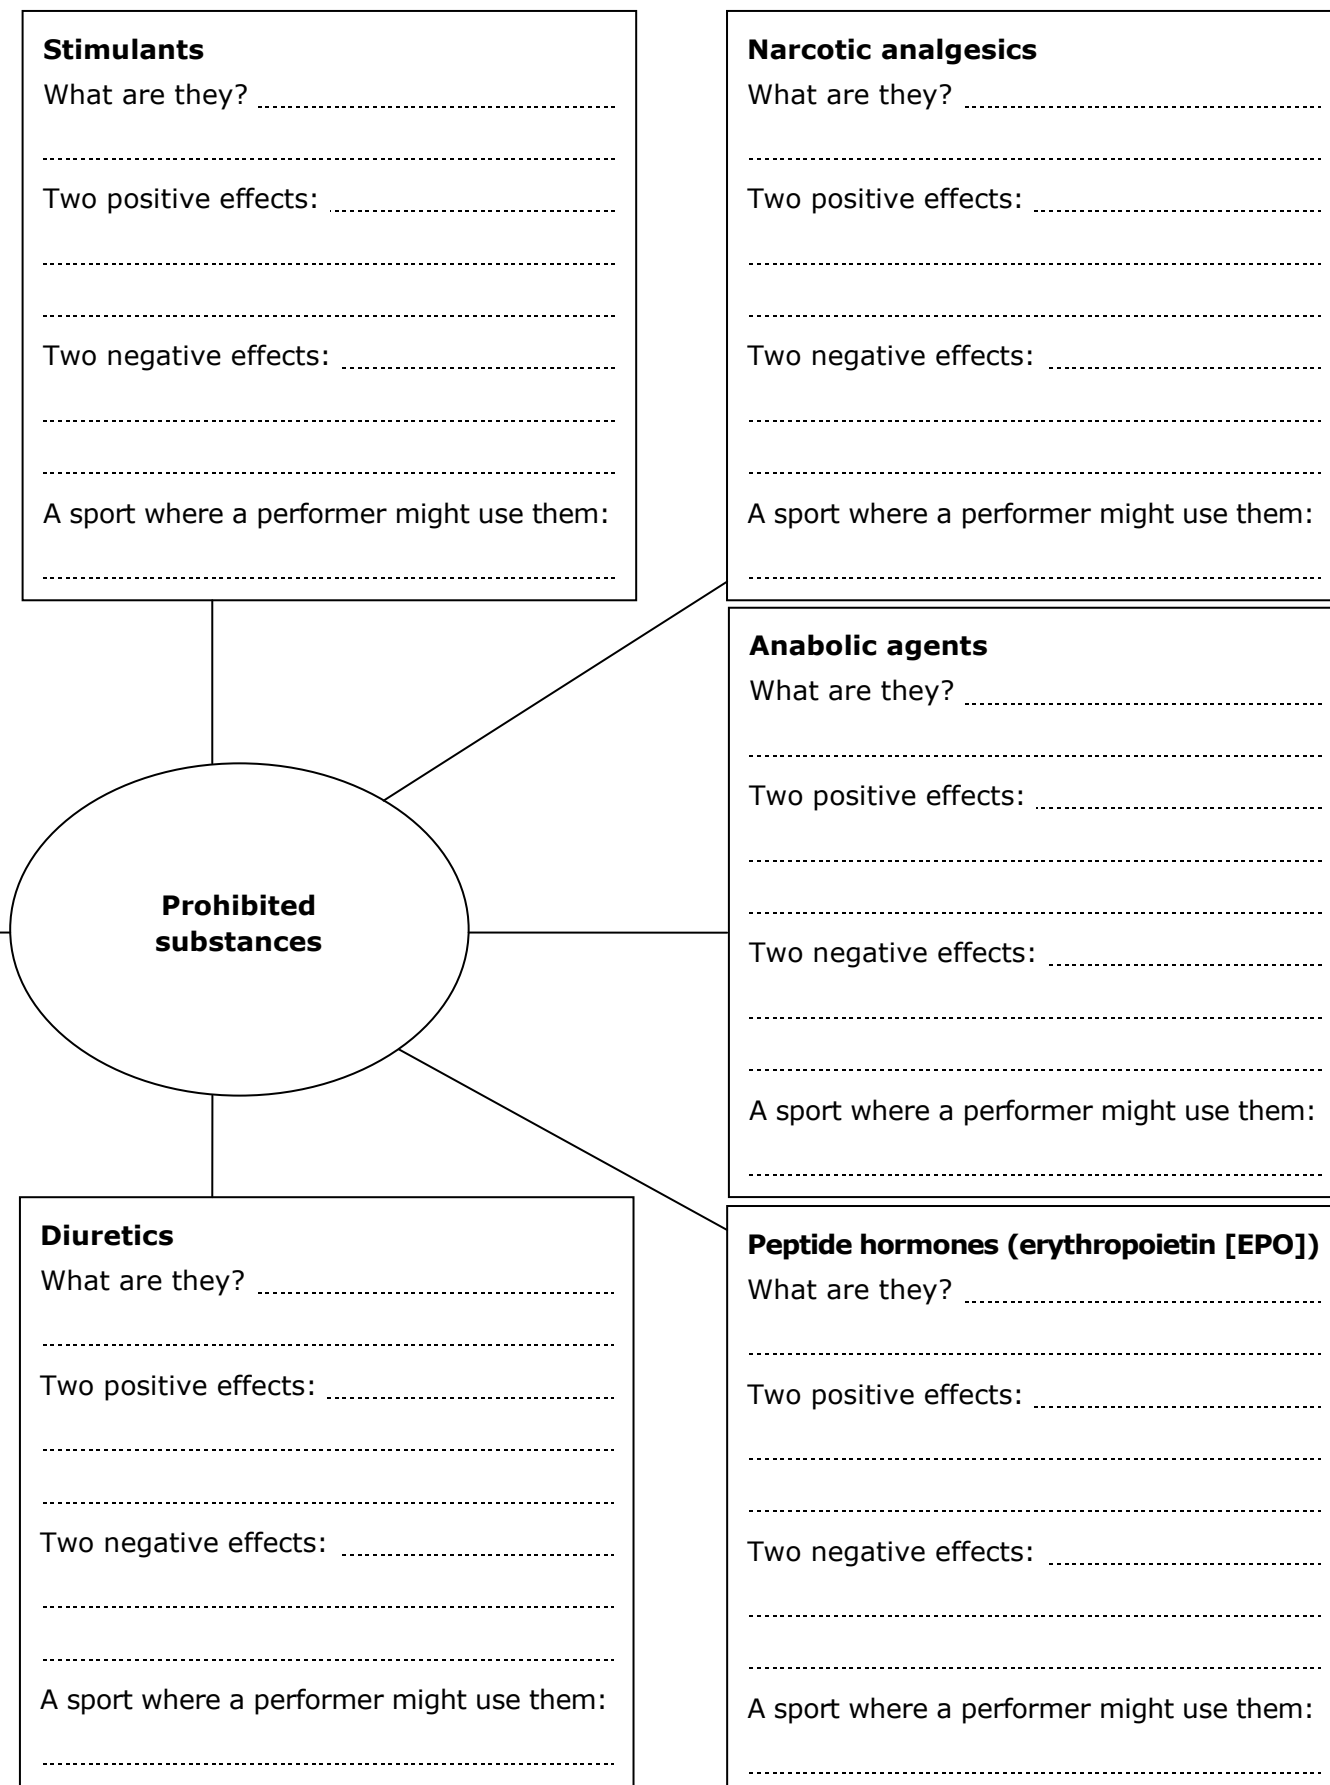 Stimulants
What are they?
Two positive effects:
Two negative effects:
A sport where a performer might use them:
Narcotic analgesics
What are they?
Two positive effects:
Two negative effects:
A sport where a performer might use them:
Anabolic agents
What are they?
Two positive effects:
Two negative effects:
A sport where a performer might use them:
Prohibited
substances
Diuretics
What are they?
Two positive effects:
Two negative effects:
A sport where a performer might use them:
Peptide hormones (erythropoietin [EPO])
What are they?
Two positive effects:
Two negative effects:
A sport where a performer might use them: